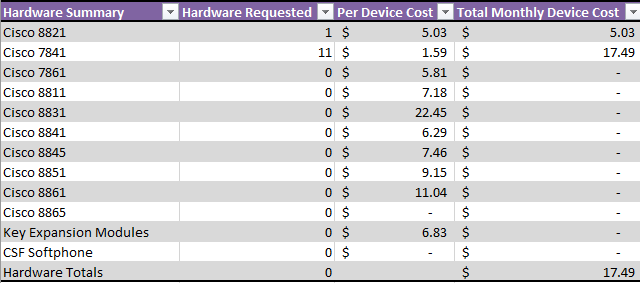 Hardware Summary Hardware Requested Per Device Cost Total Monthly Device Cost
Cisco 8821 1 $ 5.03 $ 5.03
Cisco 7841 11 $ 1.59 $ 17.49
Cisco 7861 0 $ 5.81 $ -
Cisco 8811 0 $ 7.18 $ -
Cisco 8831 0 $ 22.45 $ -
Cisco 8841 0 $ 6.29 $ -
Cisco 8845 0 $ 7.46 $ -
Cisco 8851 0 $ 9.15 $ -
Cisco 8861 0 $ 11.04 $ -
Cisco 8865 0 $ - $ -
Key Expansion Modules 0 $ 6.83 $ -
CSF Softphone 0 $ - $ -
Hardware Totals 0 $ 17.49